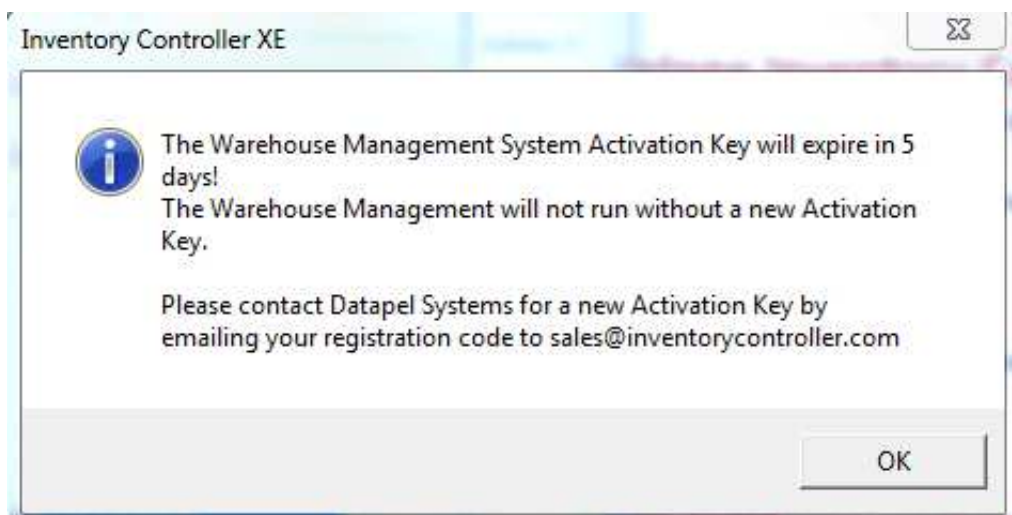 Inventory Controller XE
The Warehouse Management System Activation Key will expire in 5
days!
The Warehouse Management will not run without a new Activation
Key.
Please contact Datapel Systems for a new Activation Key by
emailing your registration code to sales@inventorycontroller.com
OK